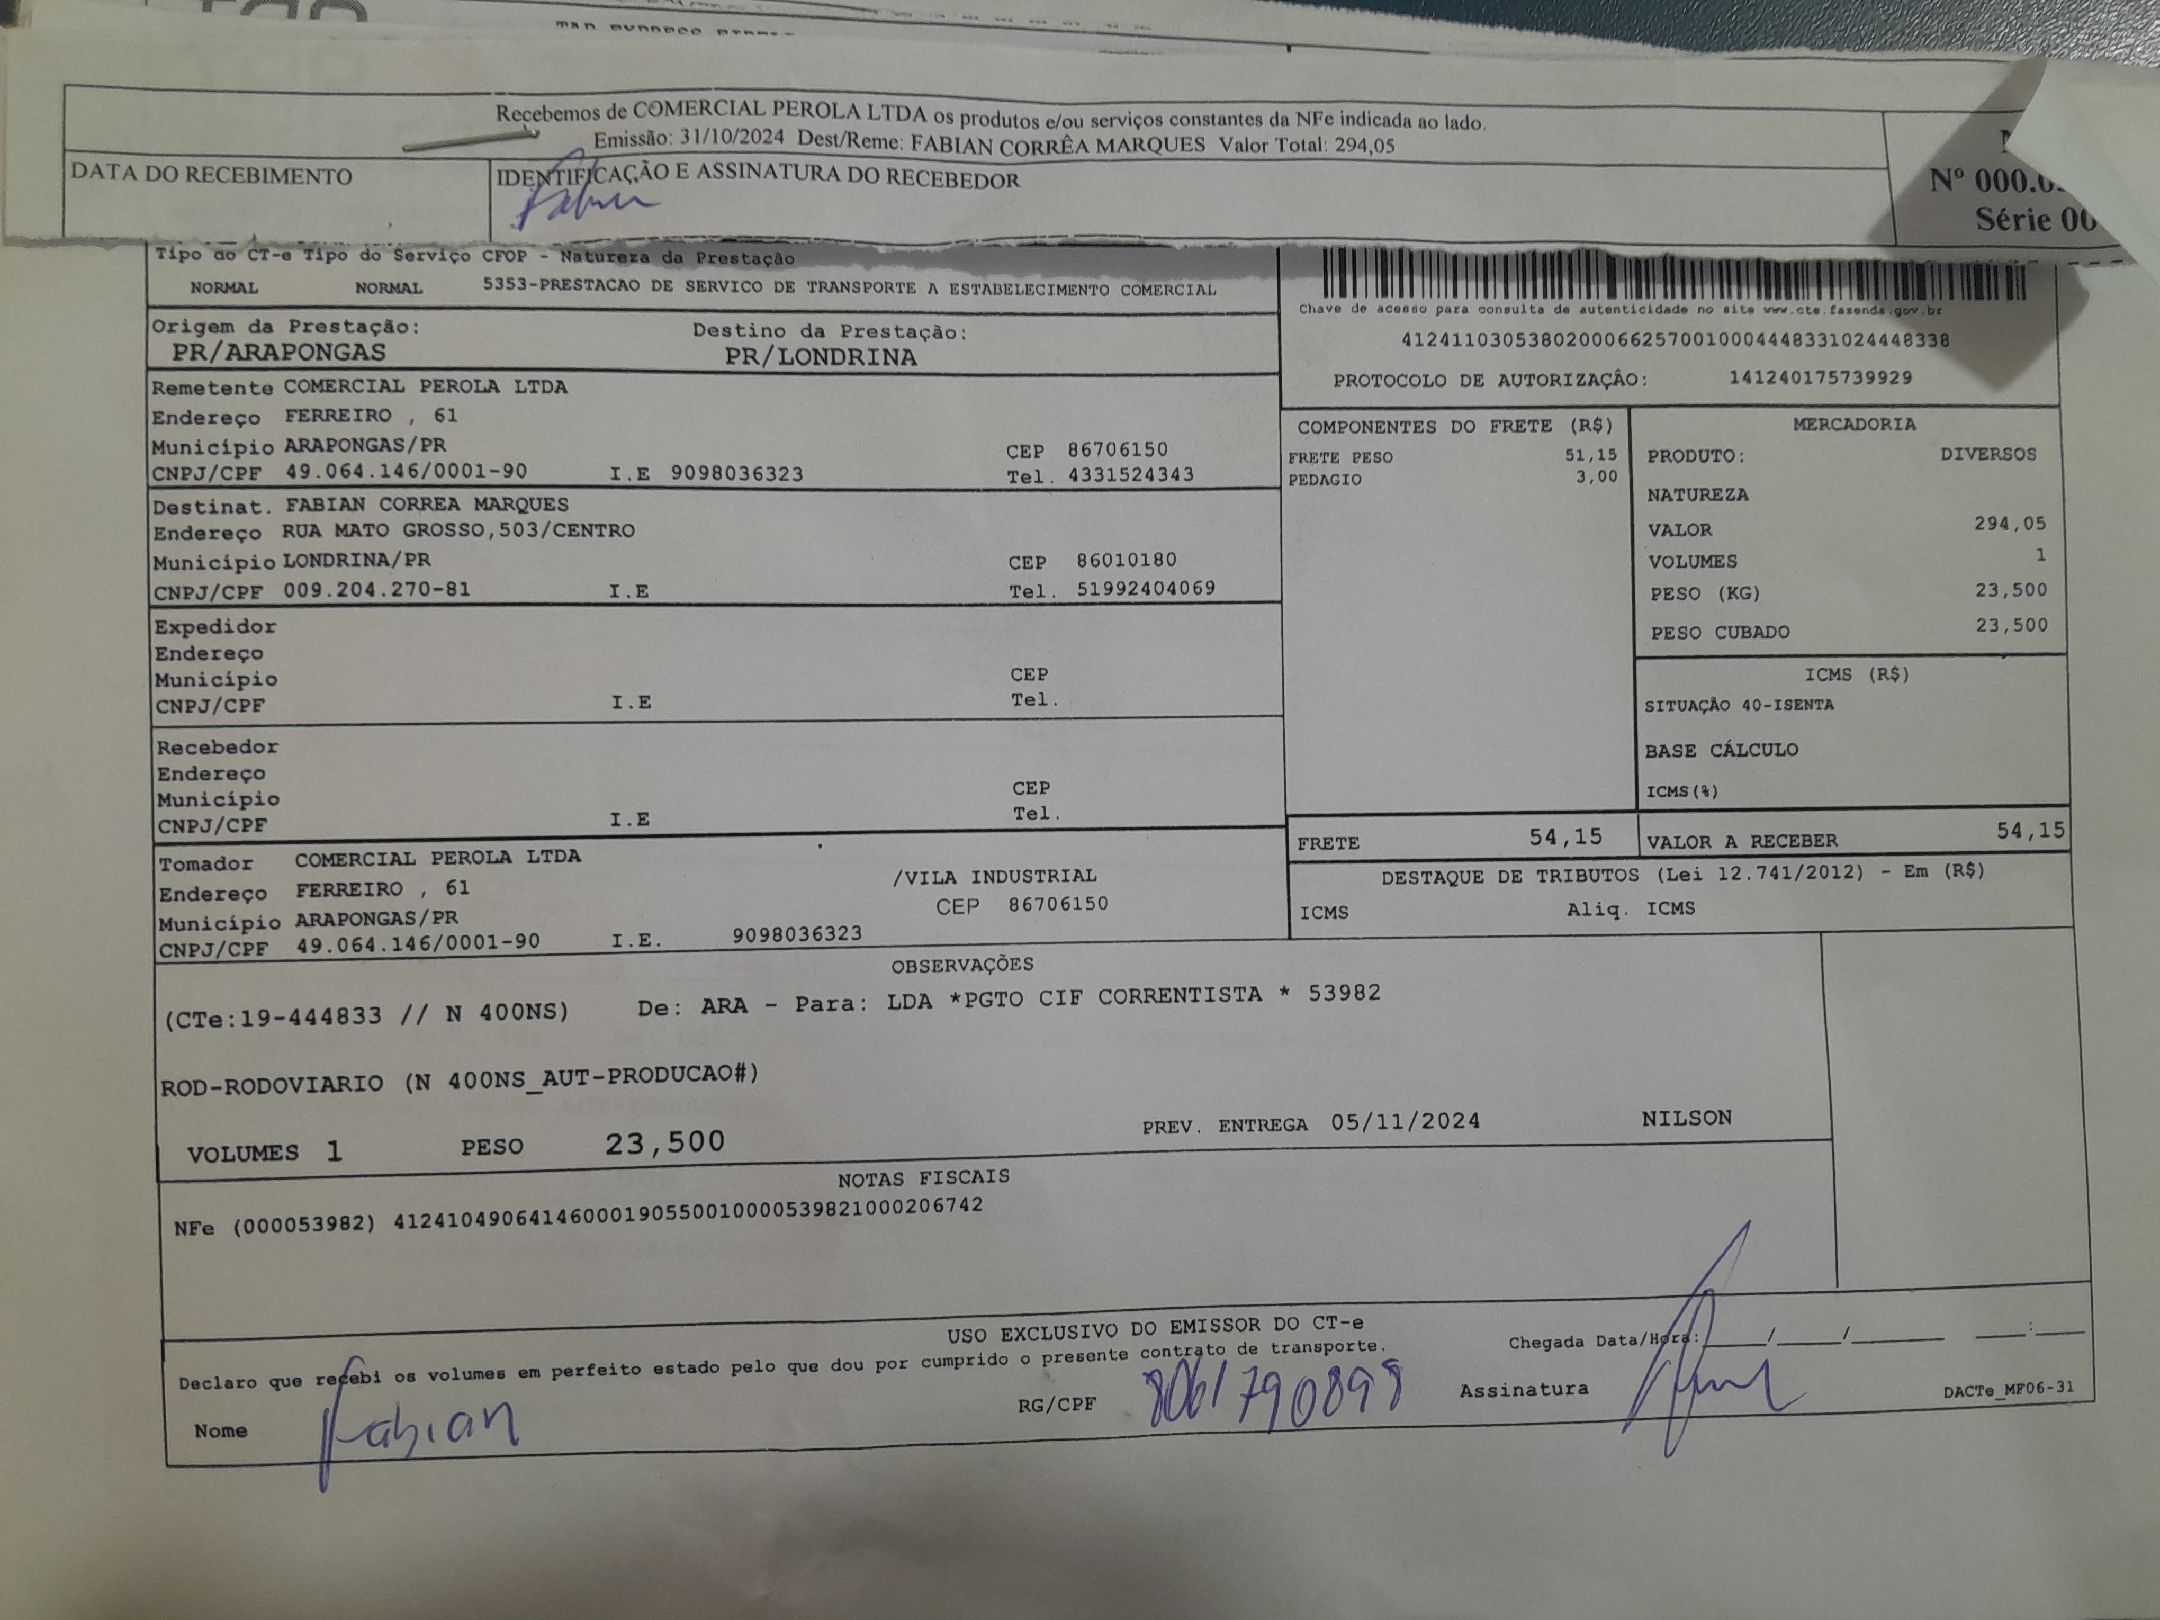 Recebemos de COMERCIAL PEROLA LTDA os produtos e/ou serviços constantes da NFe indicada ao lado.
Emissão: 31/10/2024 Dest/Reme: FABIAN CORRÊA MARQUES Valor Total: 294,05
DATA DO RECEBIMENTO
IDENTIFICAÇÃO E ASSINATURA DO RECEBEDOR
Nº 000.0
Série 00
Tipo do CT-e Tipo do Serviço CFOP - Natureza da Prestação
NORMAL NORMAL 5353-PRESTACAO DE SERVICO DE TRANSPORTE A ESTABELECIMENTO COMERCIAL
Chave de acesso para consulta de autenticidade no site www.cte.fazenda.gov.br
41241103053802000662570010004448331024448338
PROTOCOLO DE AUTORIZAÇÃO: 141240175739929
Origem da Prestação: Destino da Prestação:
PR/ARAPONGAS PR/LONDRINA
Remetente COMERCIAL PEROLA LTDA
Endereço FERREIRO , 61
Município ARAPONGAS/PR CEP 86706150
CNPJ/CPF 49.064.146/0001-90 I.E 9098036323 Tel. 4331524343
Destinat. FABIAN CORREA MARQUES
Endereço RUA MATO GROSSO,503/CENTRO
Município LONDRINA/PR CEP 86010180
CNPJ/CPF 009.204.270-81 I.E Tel. 51992404069
Expedidor
Endereço
Município CEP
CNPJ/CPF I.E Tel.
Recebedor
Endereço
Município CEP
CNPJ/CPF I.E Tel.
Tomador COMERCIAL PEROLA LTDA
Endereço FERREIRO , 61 /VILA INDUSTRIAL
Município ARAPONGAS/PR CEP 86706150
CNPJ/CPF 49.064.146/0001-90 I.E. 9098036323
COMPONENTES DO FRETE (R$)
FRETE PESO 51,15
PEDAGIO 3,00
MERCADORIA
PRODUTO: DIVERSOS
NATUREZA
VALOR 294,05
VOLUMES 1
PESO (KG) 23,500
PESO CUBADO 23,500
ICMS (R$)
SITUAÇÃO 40-ISENTA
BASE CÁLCULO
ICMS(%)
FRETE 54,15 VALOR A RECEBER 54,15
DESTAQUE DE TRIBUTOS (Lei 12.741/2012) - Em (R$)
ICMS Aliq. ICMS
OBSERVAÇÕES
(CTe:19-444833 // N 400NS) De: ARA - Para: LDA *PGTO CIF CORRENTISTA * 53982
ROD-RODOVIARIO (N 400NS_AUT-PRODUCAO#)
VOLUMES 1 PESO 23,500 PREV. ENTREGA 05/11/2024 NILSON
NOTAS FISCAIS
NFe (000053982) 41241049064146000190550010000539821000206742
USO EXCLUSIVO DO EMISSOR DO CT-e
Declaro que recebi os volumes em perfeito estado pelo que dou por cumprido o presente contrato de transporte. Chegada Data/Hora: ____/____/______ ___:___
Nome Fabian RG/CPF 8061790898 Assinatura DACTe_MF06-31